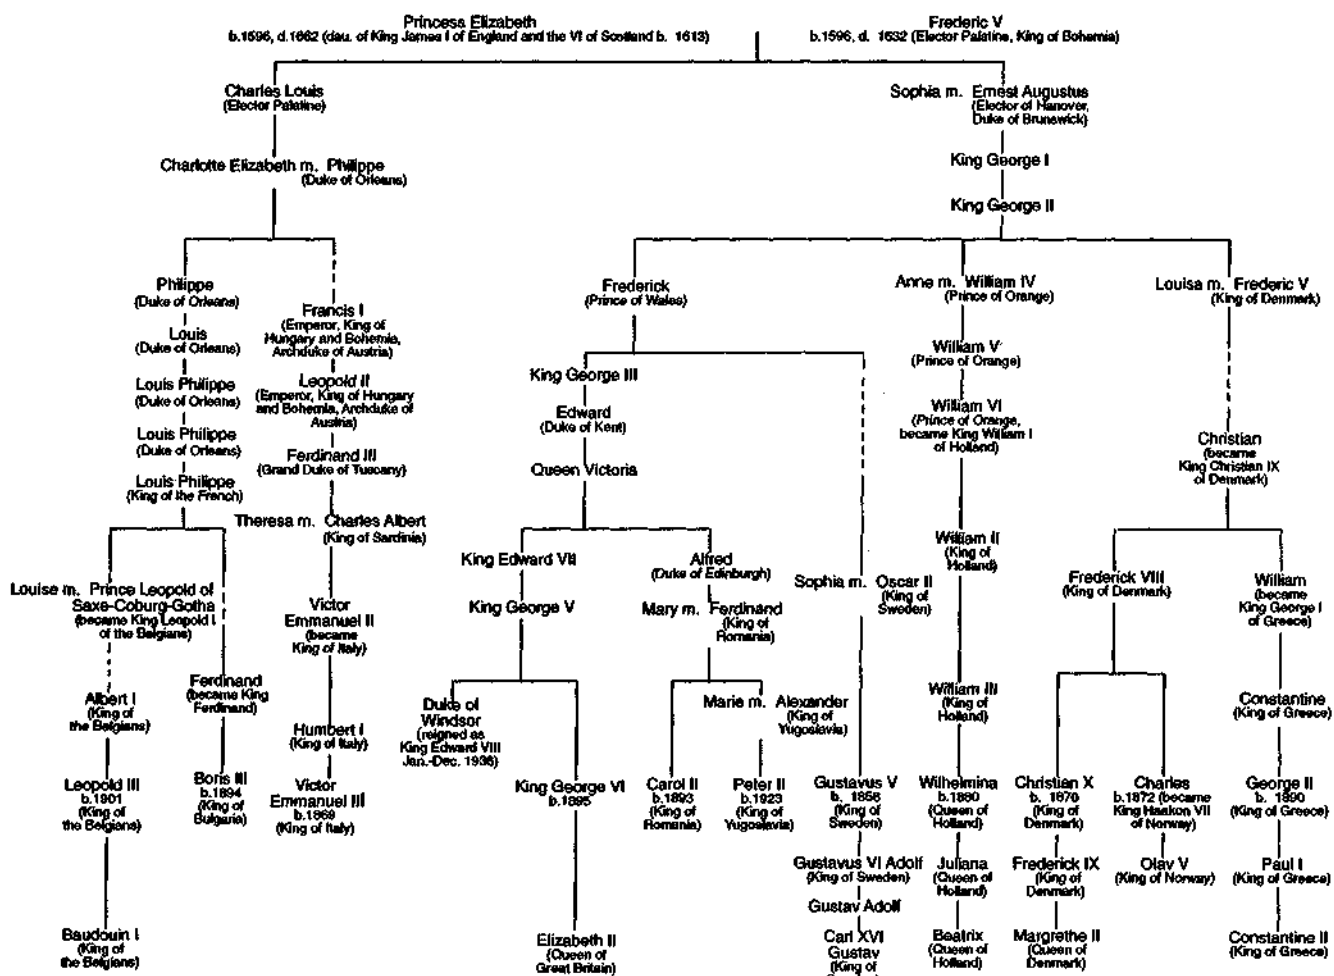 Princess Elizabeth
b.1596, d.1662 (dau. of King James I of England and the VI of Scotland b. 1613)
Frederic V
b.1596, d. 1632 (Elector Palatine, King of Bohemia)
Charles Louis
(Elector Palatine)
Sophia m. Ernest Augustus
(Elector of Hanover,
Duke of Brunswick)
Charlotte Elizabeth m. Philippe
(Duke of Orleans)
King George I
King George II
Philippe
(Duke of Orleans)
Louis
(Duke of Orleans)
Louis Philippe
(Duke of Orleans)
Louis Philippe
(Duke of Orleans)
Louis Philippe
(King of the French)
Francis I
(Emperor, King of
Hungary and Bohemia,
Archduke of Austria)
Leopold II
(Emperor, King of Hungary
and Bohemia, Archduke of
Austria)
Ferdinand III
(Grand Duke of Tuscany)
Theresa m. Charles Albert
(King of Sardinia)
Frederick
(Prince of Wales)
Anne m. William IV
(Prince of Orange)
Louisa m. Frederic V
(King of Denmark)
King George III
Edward
(Duke of Kent)
Queen Victoria
William V
(Prince of Orange)
William VI
(Prince of Orange,
became King William I
of Holland)
Christian
(became
King Christian IX
of Denmark)
Louise m. Prince Leopold of
Saxe-Coburg-Gotha
(became King Leopold I
of the Belgians)
Victor
Emmanuel II
(became
King of Italy)
King Edward VII
King George V
Alfred
(Duke of Edinburgh)
Mary m. Ferdinand
(King of
Romania)
Sophia m. Oscar II
(King of
Sweden)
William II
(King of
Holland)
Frederick VIII
(King of Denmark)
William
(became
King George I
of Greece)
Albert I
(King of
the Belgians)
Ferdinand
(became King
Ferdinand)
Humbert I
(King of Italy)
Duke of
Windsor
(reigned as
King Edward VIII
Jan.-Dec. 1936)
Marie m. Alexander
(King of
Yugoslavia)
William III
(King of
Holland)
Constantine
(King of Greece)
Leopold III
b.1901
(King of
the Belgians)
Boris III
b.1894
(King of
Bulgaria)
Victor
Emmanuel III
b.1869
(King of Italy)
King George VI
b.1895
Carol II
b.1893
(King of
Romania)
Peter II
b.1923
(King of
Yugoslavia)
Gustavus V
b. 1858
(King of
Sweden)
Wilhelmina
b.1880
(Queen of
Holland)
Christian X
b. 1870
(King of
Denmark)
Charles
b.1872 (became
King Haakon VII
of Norway)
George II
b. 1890
(King of Greece)
Gustavus VI Adolf
(King of Sweden)
Gustav Adolf
Juliana
(Queen of
Holland)
Frederick IX
(King of
Denmark)
Olav V
(King of Norway)
Paul I
(King of Greece)
Baudouin I
(King of
the Belgians)
Elizabeth II
(Queen of
Great Britain)
Carl XVI
Gustav
(King of
Beatrix
(Queen of
Holland)
Margrethe II
(Queen of
Denmark)
Constantine II
(King of Greece)